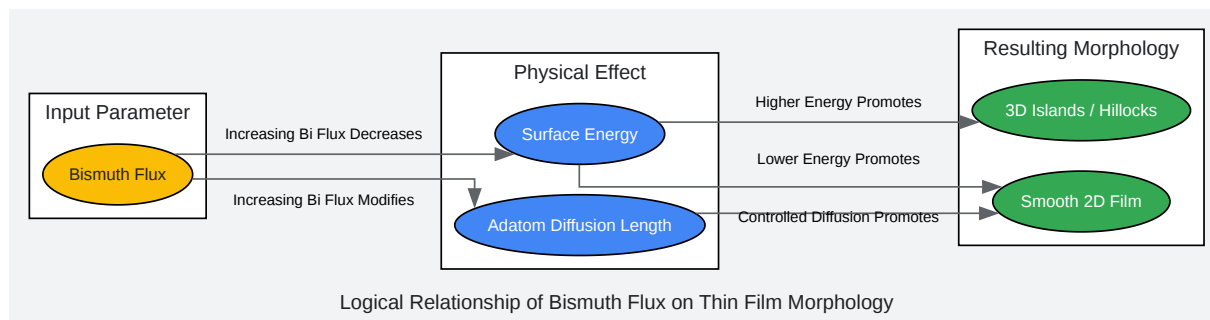 Input Parameter
Bismuth Flux
Increasing Bi Flux Decreases
Increasing Bi Flux Modifies
Physical Effect
Surface Energy
Adatom Diffusion Length
Higher Energy Promotes
Lower Energy Promotes
Controlled Diffusion Promotes
Resulting Morphology
3D Islands / Hillocks
Smooth 2D Film
Logical Relationship of Bismuth Flux on Thin Film Morphology